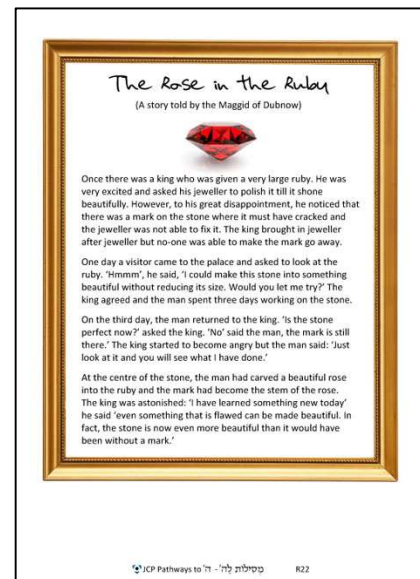 The Rose in the Ruby
(A story told by the Maggid of Dubnow)
Once there was a king who was given a very large ruby. He was
very excited and asked his jeweller to polish it till it shone
beautifully. However, to his great disappointment, he noticed that
there was a mark on the stone where it must have cracked and
the jeweller was not able to fix it. The king brought in jeweller
after jeweller but no-one was able to make the mark go away.
One day a visitor came to the palace and asked to look at the
ruby. ‘Hmmm’, he said, ‘I could make this stone into something
beautiful without reducing its size. Would you let me try?’ The
king agreed and the man spent three days working on the stone.
On the third day, the man returned to the king. ‘Is the stone
perfect now?’ asked the king. ‘No’ said the man, the mark is still
there.’ The king started to become angry but the man said: ‘Just
look at it and you will see what I have done.’
At the centre of the stone, the man had carved a beautiful rose
into the ruby and the mark had become the stem of the rose.
The king was astonished: ‘I have learned something new today’
he said ‘even something that is flawed can be made beautiful. In
fact, the stone is now even more beautiful than it would have
been without a mark.’
JCP Pathways to מְסִילוֹת לַה' - ה' R22